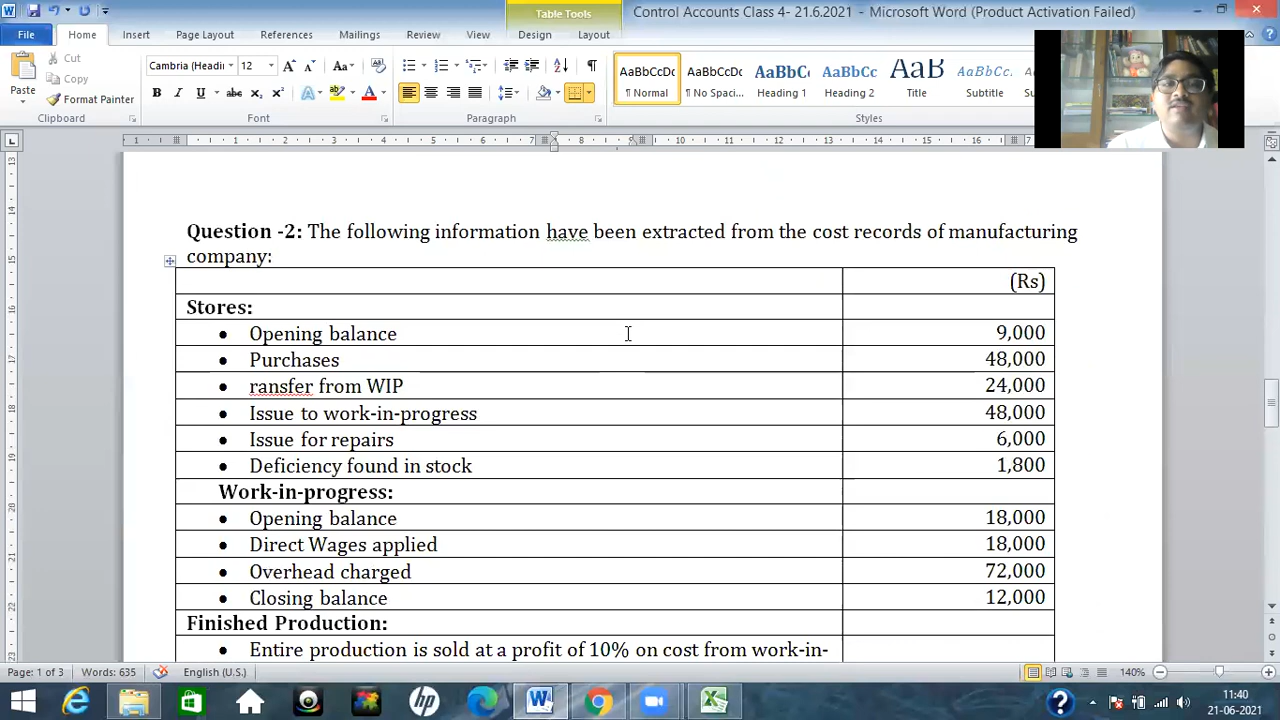 Table Tools
Control Accounts Class 4- 21.6.2021 - Microsoft Word (Product Activation Failed)
File Home Insert Page Layout References Mailings Review View Design Layout
Cut
Copy
Format Painter
Paste
Clipboard
Cambria (Headi 12
Font
Paragraph
AaBbCcDc AaBbCcDc AaBbCc AaBbCc AaB AaBbCcL
¶ Normal ¶ No Spaci... Heading 1 Heading 2 Title Subtitle
Styles
Question -2: The following information have been extracted from the cost records of manufacturing
company:
(Rs)
Stores:
• Opening balance 9,000
• Purchases 48,000
• ransfer from WIP 24,000
• Issue to work-in-progress 48,000
• Issue for repairs 6,000
• Deficiency found in stock 1,800
Work-in-progress:
• Opening balance 18,000
• Direct Wages applied 18,000
• Overhead charged 72,000
• Closing balance 12,000
Finished Production:
• Entire production is sold at a profit of 10% on cost from work-in-
Page: 1 of 3 Words: 635 English (U.S.) 140%
11:40
21-06-2021